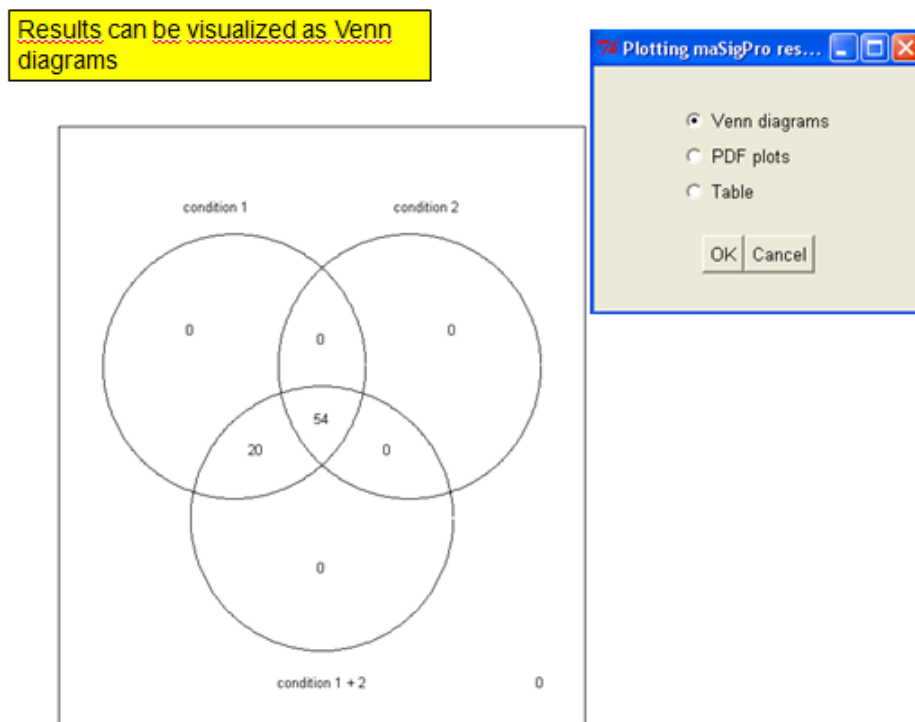 Results can be visualized as Venn
diagrams
Plotting maSigPro res...
Venn diagrams
PDF plots
Table
OK Cancel
condition 1 condition 2
0 0 0
54
20 0
0
condition 1 + 2 0